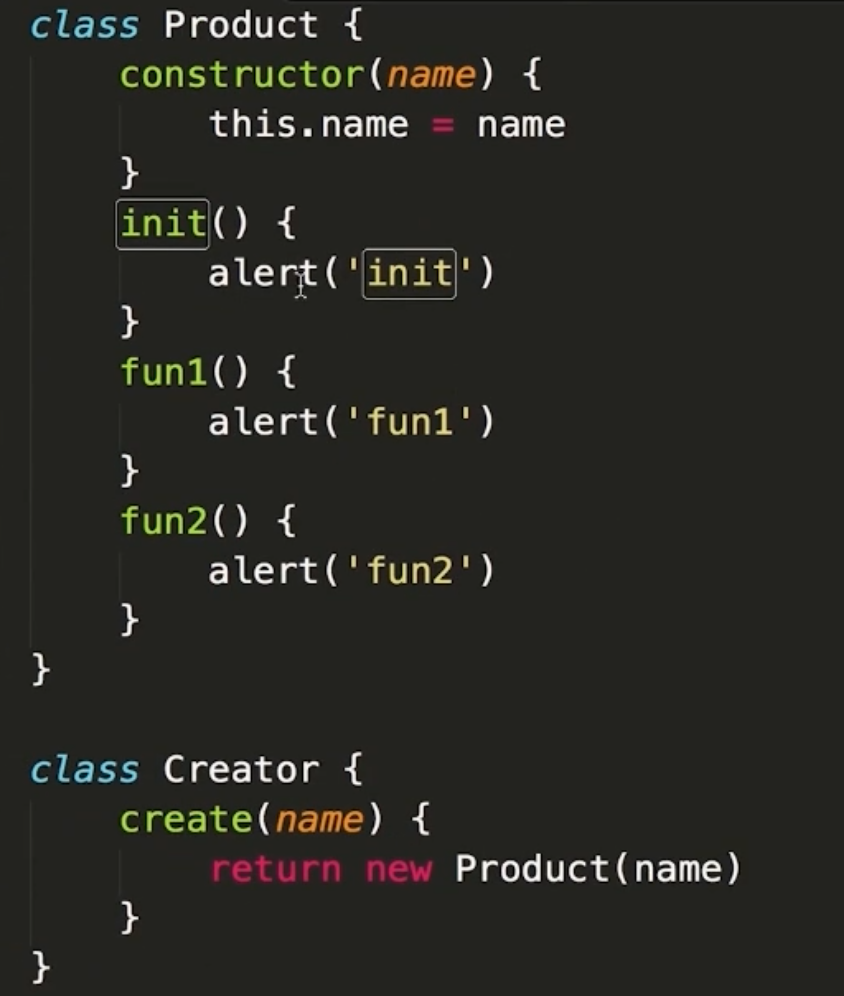 class Product {
    constructor(name) {
        this.name = name
    }
    init() {
        alert('init')
    }
    fun1() {
        alert('fun1')
    }
    fun2() {
        alert('fun2')
    }
}

class Creator {
    create(name) {
        return new Product(name)
    }
}